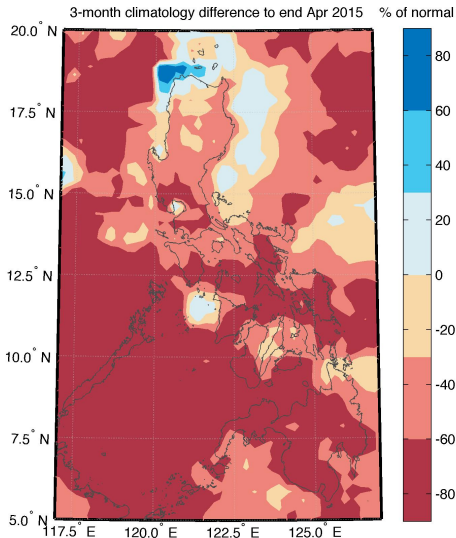 3-month climatology difference to end Apr 2015 % of normal
20.0° N
17.5° N
15.0° N
12.5° N
10.0° N
7.5° N
5.0° N
117.5° E 120.0° E 122.5° E 125.0° E
80
60
40
20
0
-20
-40
-60
-80